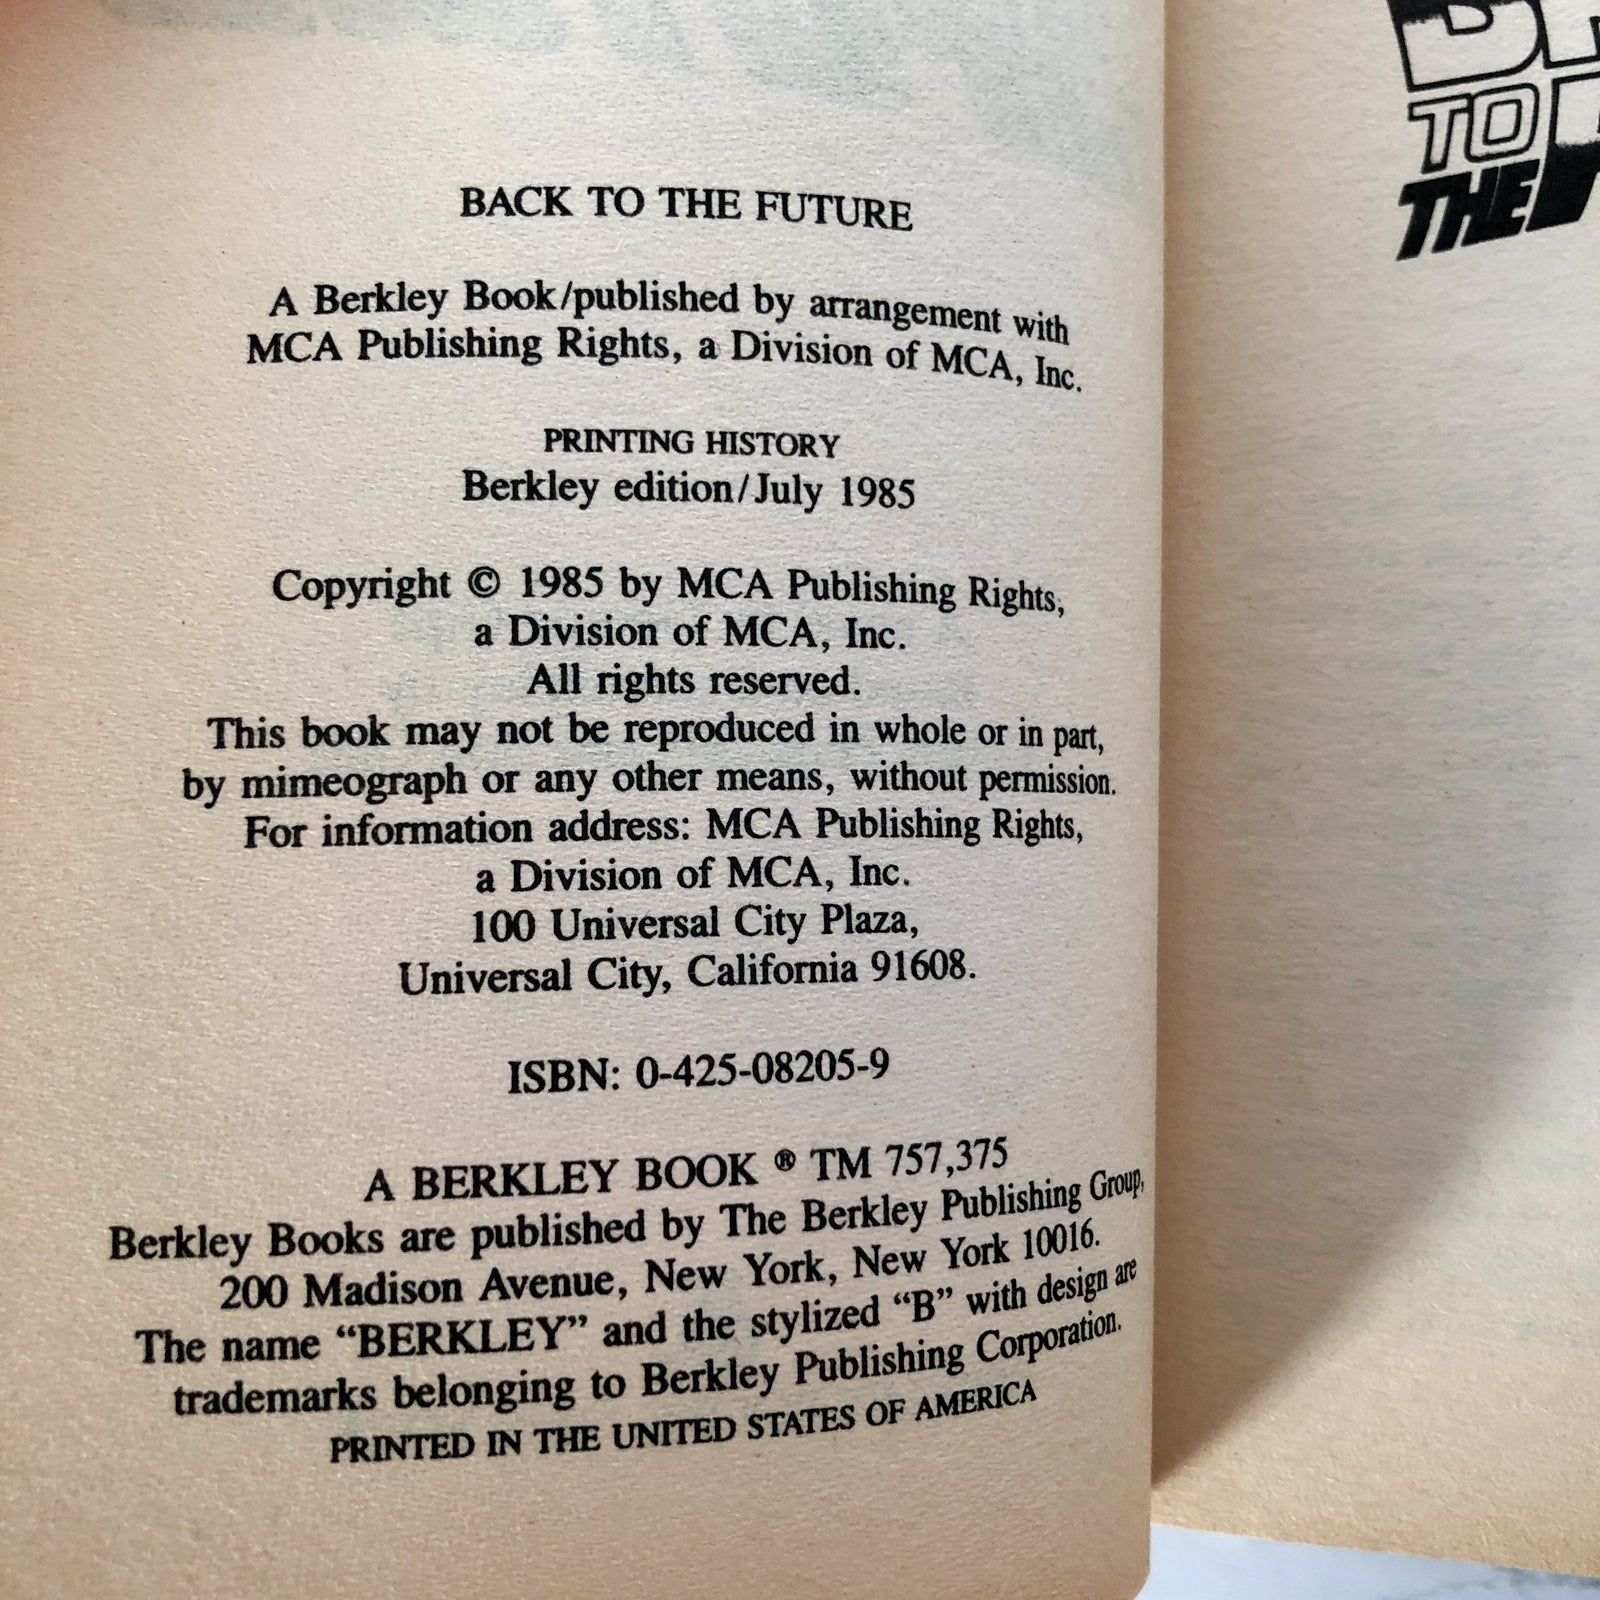 BACK TO THE FUTURE
A Berkley Book/published by arrangement with
MCA Publishing Rights, a Division of MCA, Inc.
PRINTING HISTORY
Berkley edition/July 1985
Copyright © 1985 by MCA Publishing Rights,
a Division of MCA, Inc.
All rights reserved.
This book may not be reproduced in whole or in part,
by mimeograph or any other means, without permission.
For information address: MCA Publishing Rights,
a Division of MCA, Inc.
100 Universal City Plaza,
Universal City, California 91608.
ISBN: 0-425-08205-9
A BERKLEY BOOK ® TM 757,375
Berkley Books are published by The Berkley Publishing Group,
200 Madison Avenue, New York, New York 10016.
The name “BERKLEY” and the stylized “B” with design are
trademarks belonging to Berkley Publishing Corporation.
PRINTED IN THE UNITED STATES OF AMERICA
TO
THE